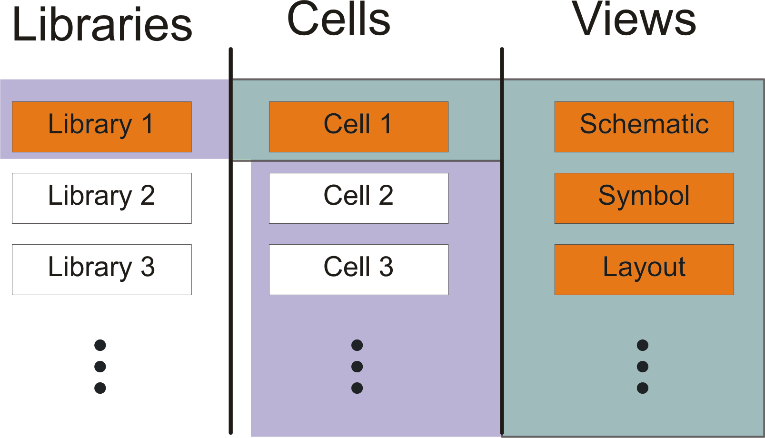 Libraries
Cells
Views
Library 1
Cell 1
Schematic
Library 2
Cell 2
Symbol
Library 3
Cell 3
Layout